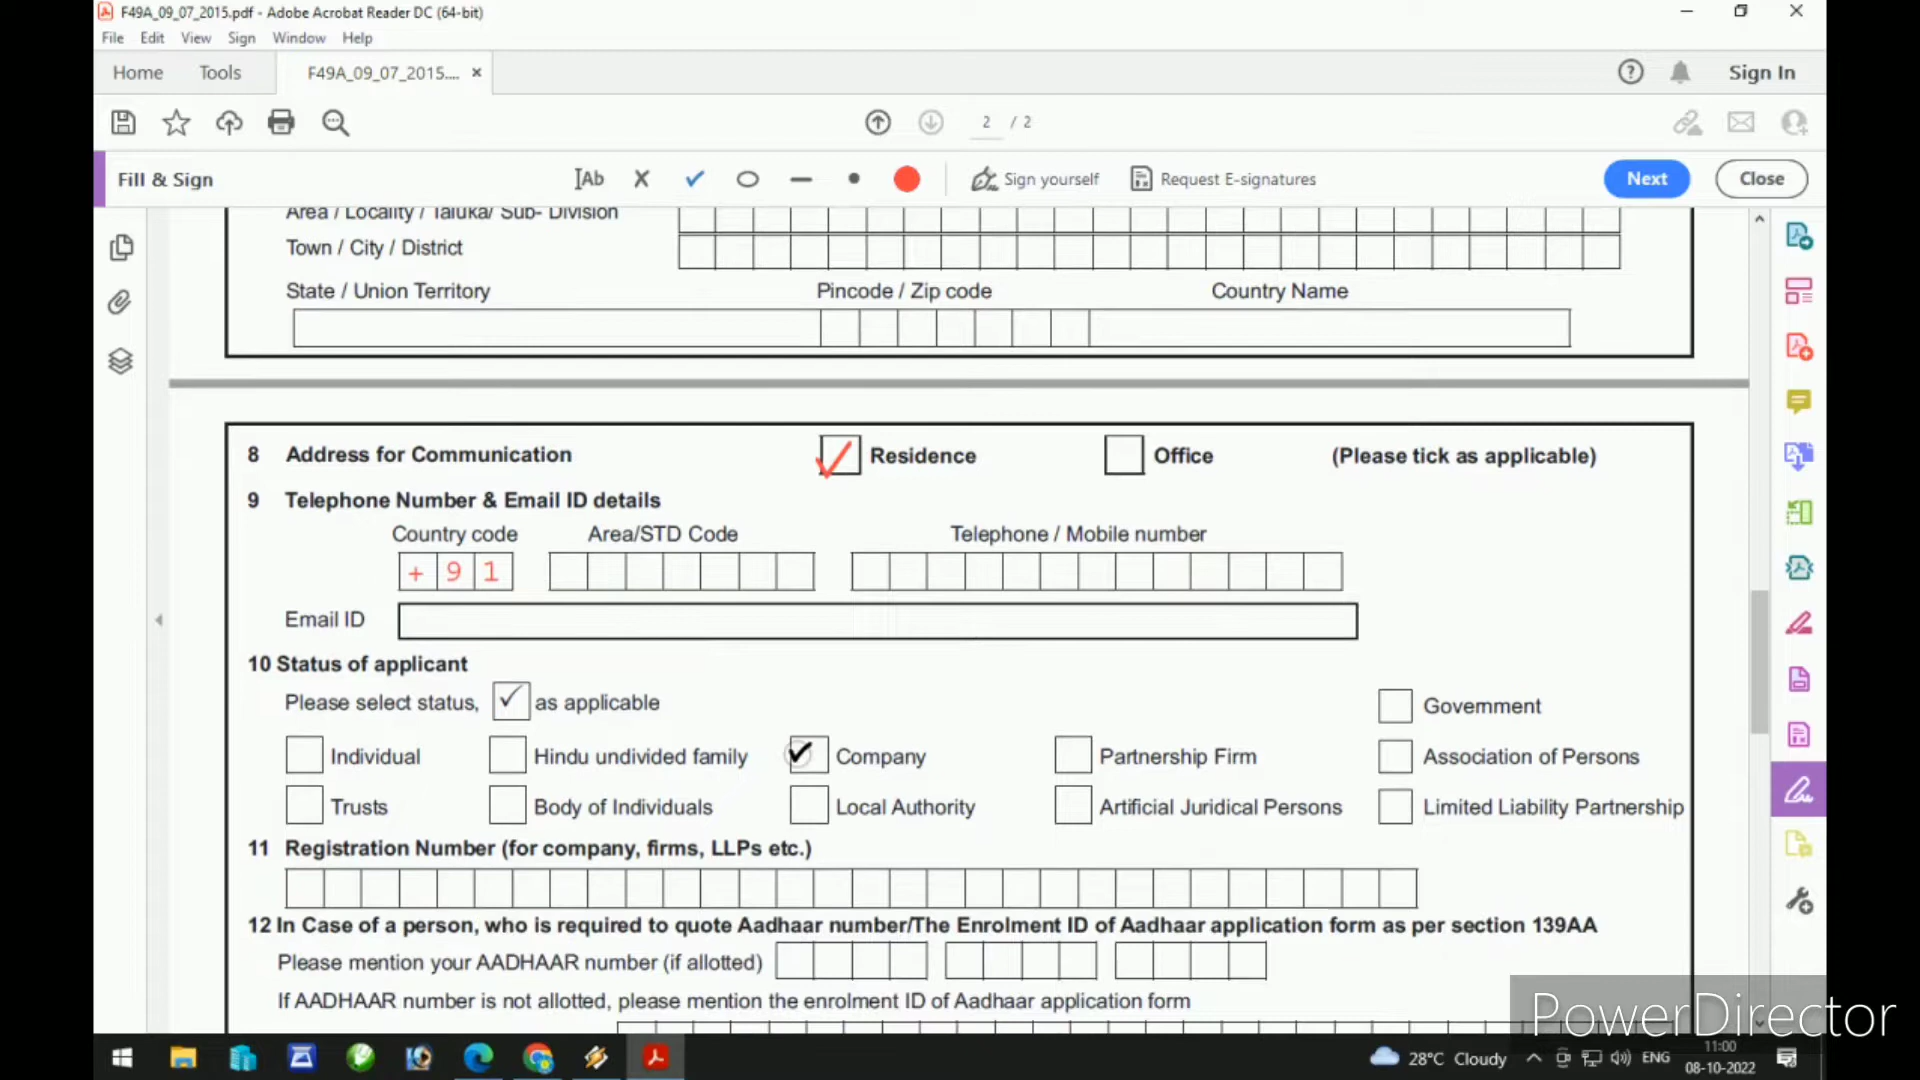 F49A_09_07_2015.pdf - Adobe Acrobat Reader DC (64-bit)
File Edit View Sign Window Help
Home Tools F49A_09_07_2015.... × Sign In
2 / 2
Fill & Sign Ab Sign yourself Request E-signatures Next Close
Area / Locality / Taluka/ Sub- Division
Town / City / District
State / Union Territory Pincode / Zip code Country Name
8 Address for Communication Residence Office (Please tick as applicable)
9 Telephone Number & Email ID details
Country code Area/STD Code Telephone / Mobile number
+ 9 1
Email ID
10 Status of applicant
Please select status, as applicable Government
Individual Hindu undivided family Company Partnership Firm Association of Persons
Trusts Body of Individuals Local Authority Artificial Juridical Persons Limited Liability Partnership
11 Registration Number (for company, firms, LLPs etc.)
12 In Case of a person, who is required to quote Aadhaar number/The Enrolment ID of Aadhaar application form as per section 139AA
Please mention your AADHAAR number (if allotted)
If AADHAAR number is not allotted, please mention the enrolment ID of Aadhaar application form
PowerDirector
28°C Cloudy ENG 11:00
08-10-2022